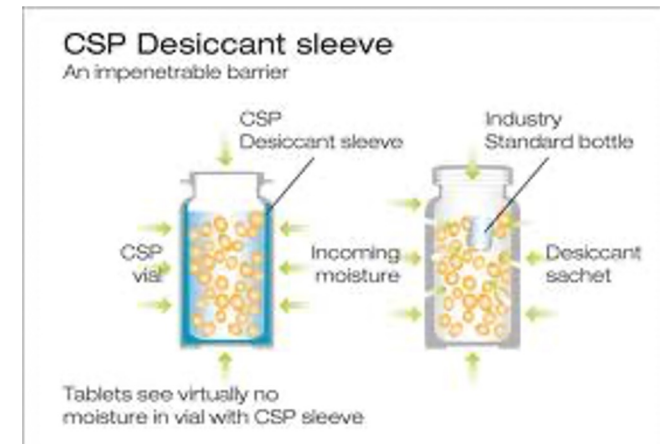 CSP Desiccant sleeve
An impenetrable barrier
CSP
Desiccant sleeve
Industry
Standard bottle
CSP
vial
Incoming
moisture
Desiccant
sachet
Tablets see virtually no
moisture in vial with CSP sleeve